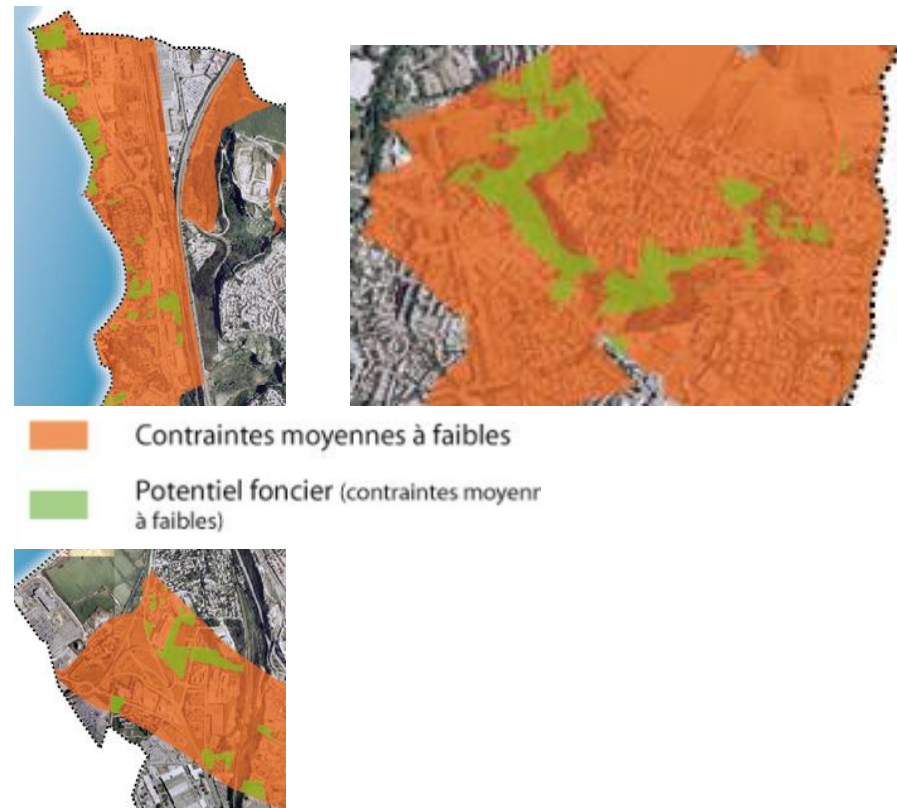 Contraintes moyennes à faibles
Potentiel foncier (contraintes moyenr
à faibles)